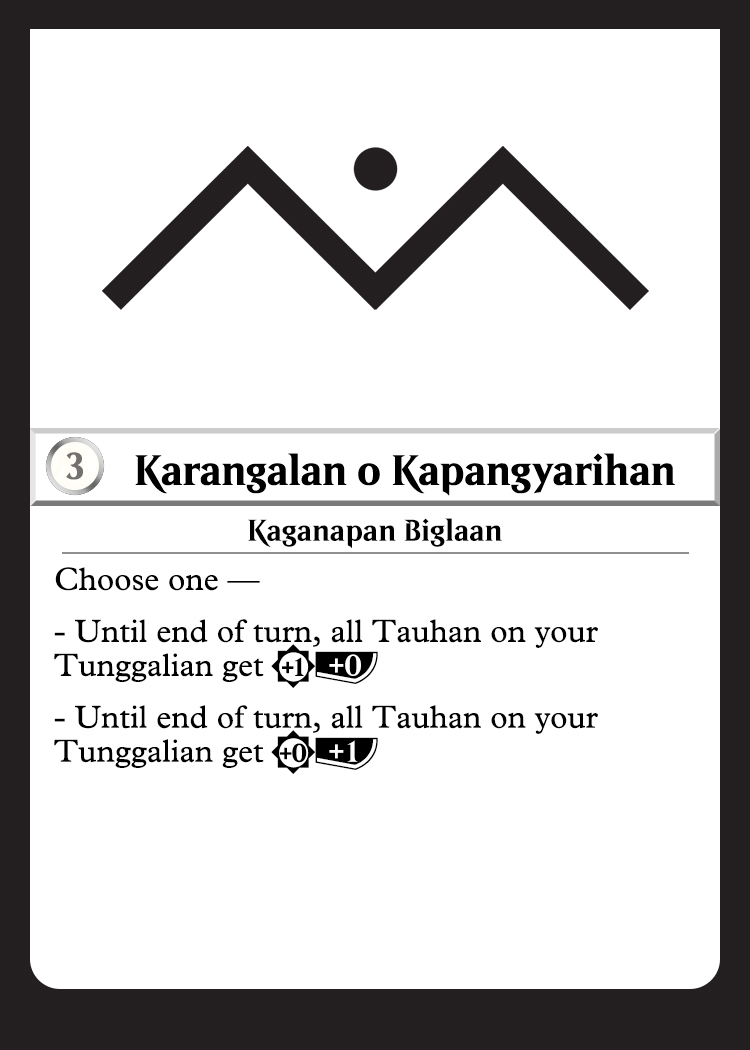 3 Karangalan o Kapangyarihan
Kaganapan Biglaan
Choose one —
- Until end of turn, all Tauhan on your
Tunggalian get +1 +0
- Until end of turn, all Tauhan on your
Tunggalian get +0 +1